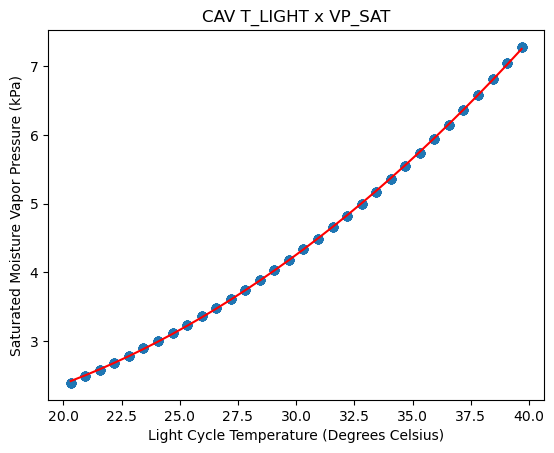 CAV T_LIGHT x VP_SAT
Saturated Moisture Vapor Pressure (kPa)
7
6
5
4
3
20.0 22.5 25.0 27.5 30.0 32.5 35.0 37.5 40.0
Light Cycle Temperature (Degrees Celsius)